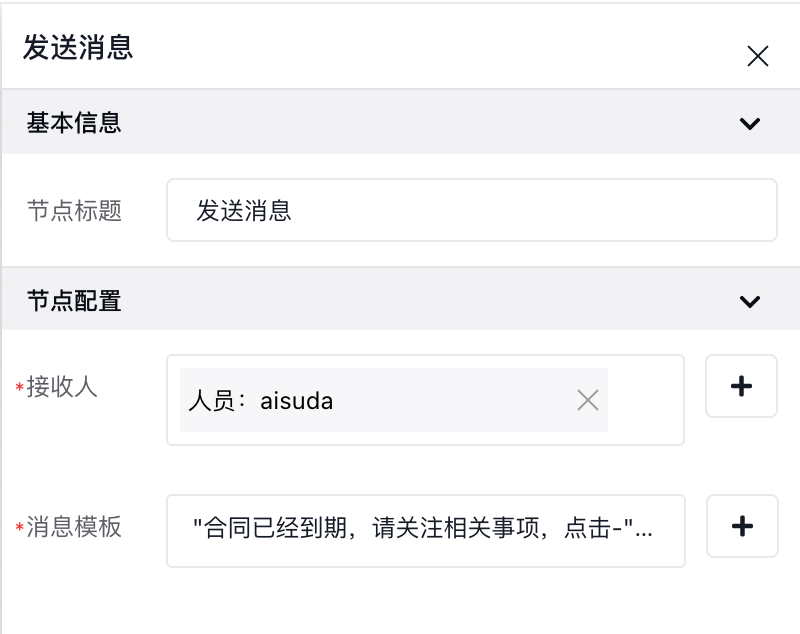 发送消息
基本信息
节点标题 发送消息
节点配置
*接收人 人员：aisuda
*消息模板 "合同已经到期，请关注相关事项，点击-"...